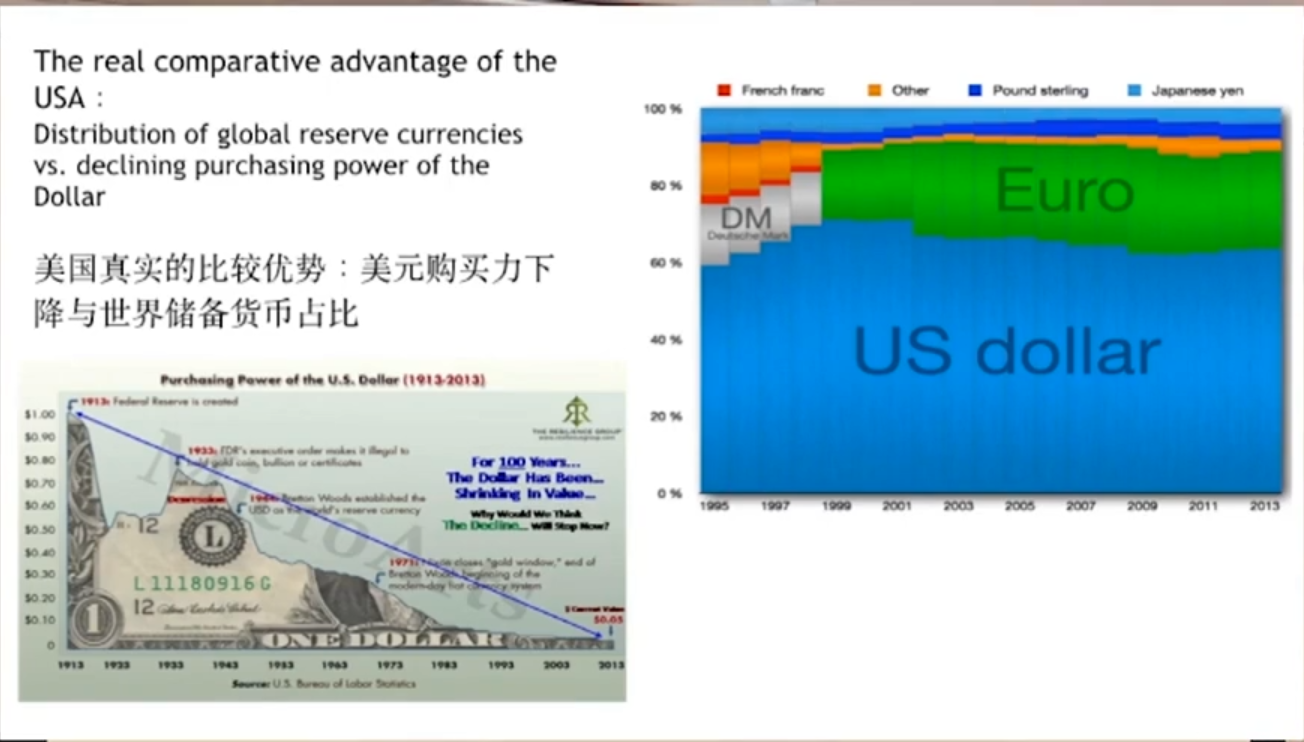 The real comparative advantage of the
USA :
Distribution of global reserve currencies
vs. declining purchasing power of the
Dollar
美国真实的比较优势：美元购买力下
降与世界储备货币占比
Purchasing Power of the U.S. Dollar (1913-2013)
1913: Federal Reserve is created
$1.00
$0.90
$0.80
$0.70
$0.60
$0.50
$0.40
$0.30
$0.20
$0.10
0
1933: FDR's executive order makes it illegal to
hold gold coin, bullion or certificates
Depression
Bretton Woods established the
USD as the world's reserve currency
1971: closes "gold window," end of
Bretton Woods beginning of the
modern-day fiat currency system
THE RESILIENCE GROUP
For 100 Years...
The Dollar Has Been...
Shrinking In Value...
Why Would We Think
The Decline... Will Stop Now?
$ Current Value
$0.05
12
L
L 11180916 G
12
1
ONE DOLLAR
1913 1923 1933 1943 1953 1963 1973 1983 1993 2003 2013
Source: U.S. Bureau of Labor Statistics
French franc Other Pound sterling Japanese yen
100 %
80 %
60 %
40 %
20 %
0 %
DM
Deutsche Mark
Euro
US dollar
1995 1997 1999 2001 2003 2005 2007 2009 2011 2013